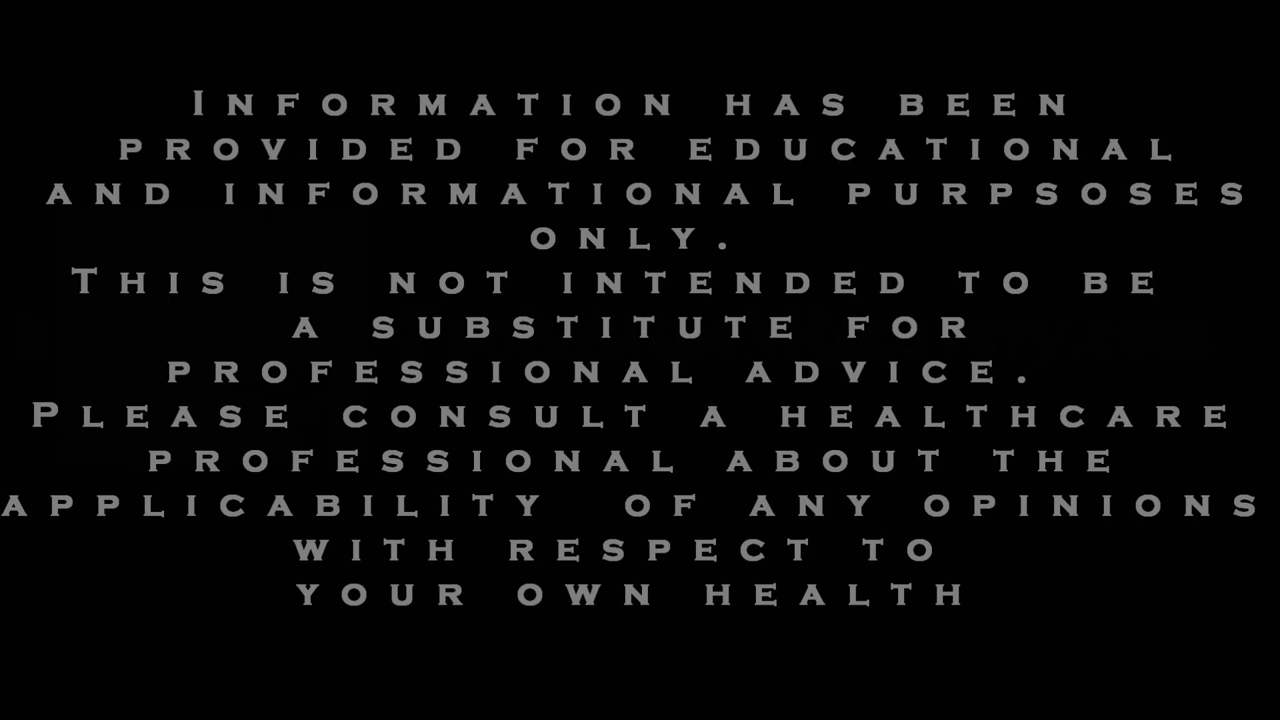 Information has been
provided for educational
and informational purpsoses
only.
This is not intended to be
a substitute for
professional advice.
Please consult a healthcare
professional about the
applicability of any opinions
with respect to
your own health